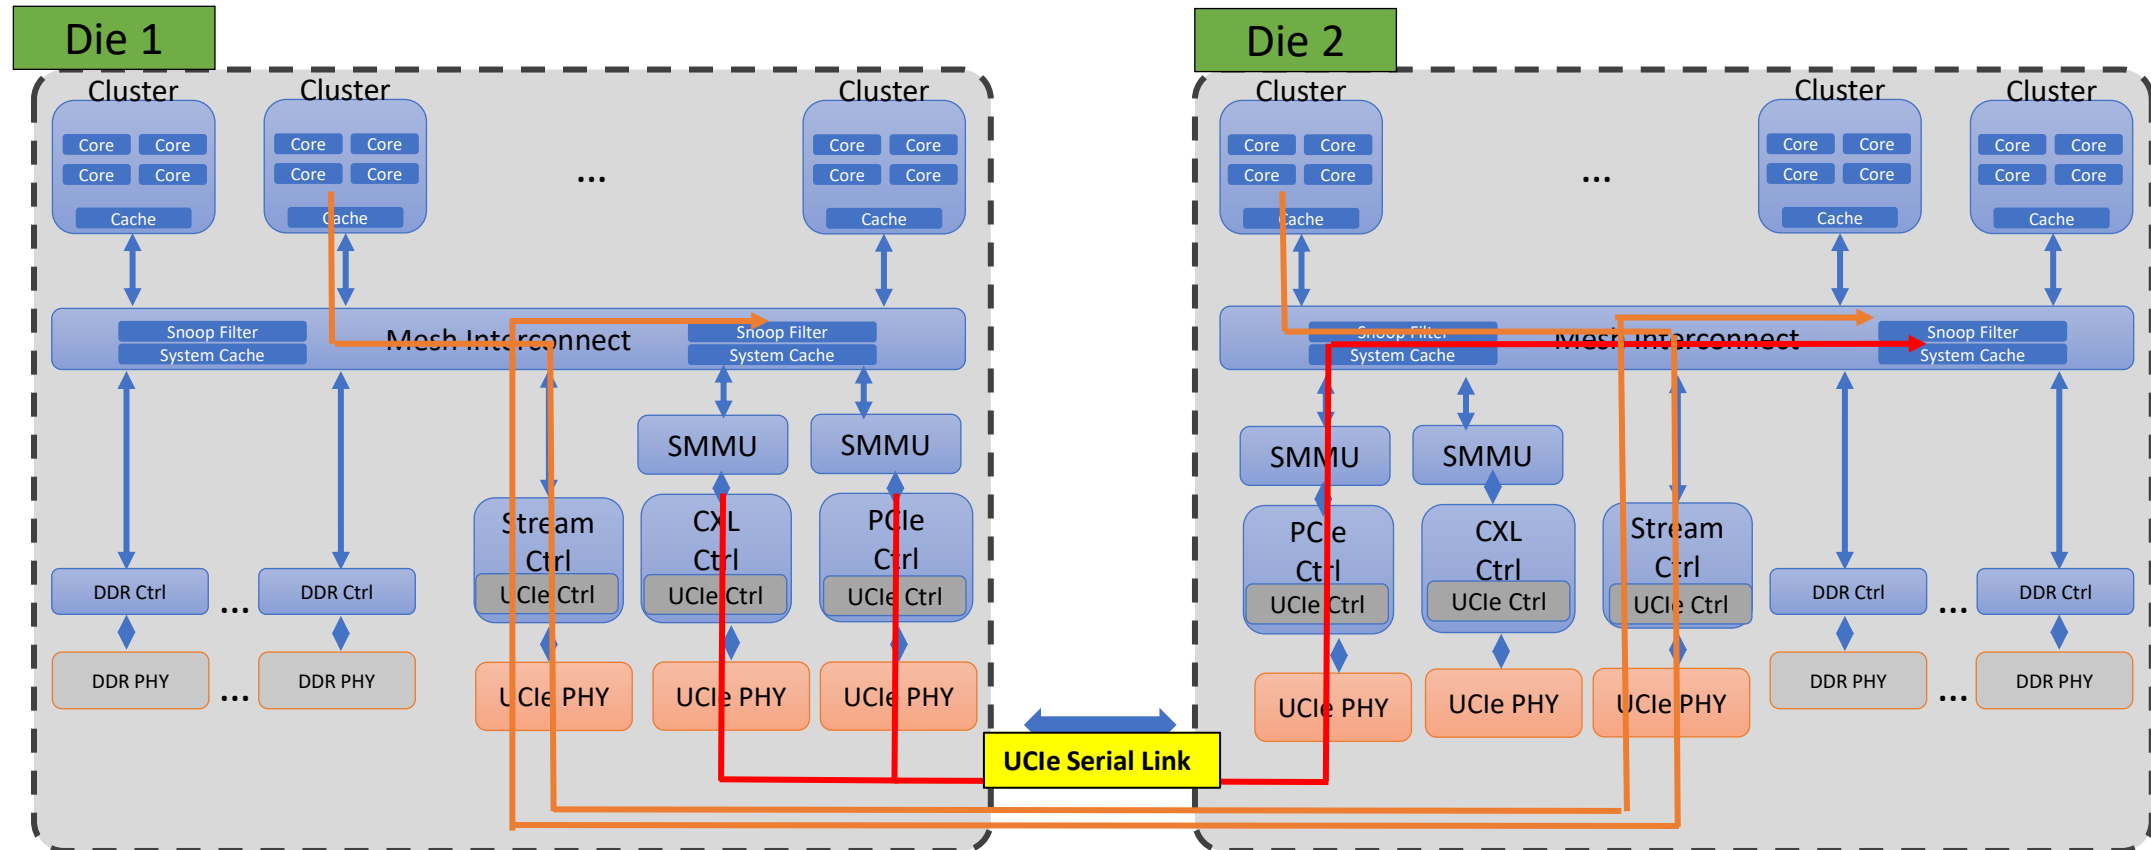 Die 1
Cluster
Cluster
Cluster
Core
Core
Core
Core
Cache
Core
Core
Core
Core
Cache
...
Core
Core
Core
Core
Cache
Mesh Interconnect
Snoop Filter
System Cache
Snoop Filter
System Cache
SMMU
SMMU
Stream
Ctrl
UCIe Ctrl
CXL
Ctrl
UCIe Ctrl
PCIe
Ctrl
UCIe Ctrl
DDR Ctrl
...
DDR Ctrl
DDR PHY
...
DDR PHY
UCIe PHY
UCIe PHY
UCIe PHY
UCIe Serial Link
Die 2
Cluster
Cluster
Cluster
Core
Core
Core
Core
Cache
...
Core
Core
Core
Core
Cache
Core
Core
Core
Core
Cache
Snoop Filter
System Cache
Mesh Interconnect
Snoop Filter
System Cache
SMMU
SMMU
PCIe
Ctrl
UCIe Ctrl
CXL
Ctrl
UCIe Ctrl
Stream
Ctrl
UCIe Ctrl
DDR Ctrl
...
DDR Ctrl
UCIe PHY
UCIe PHY
UCIe PHY
DDR PHY
...
DDR PHY